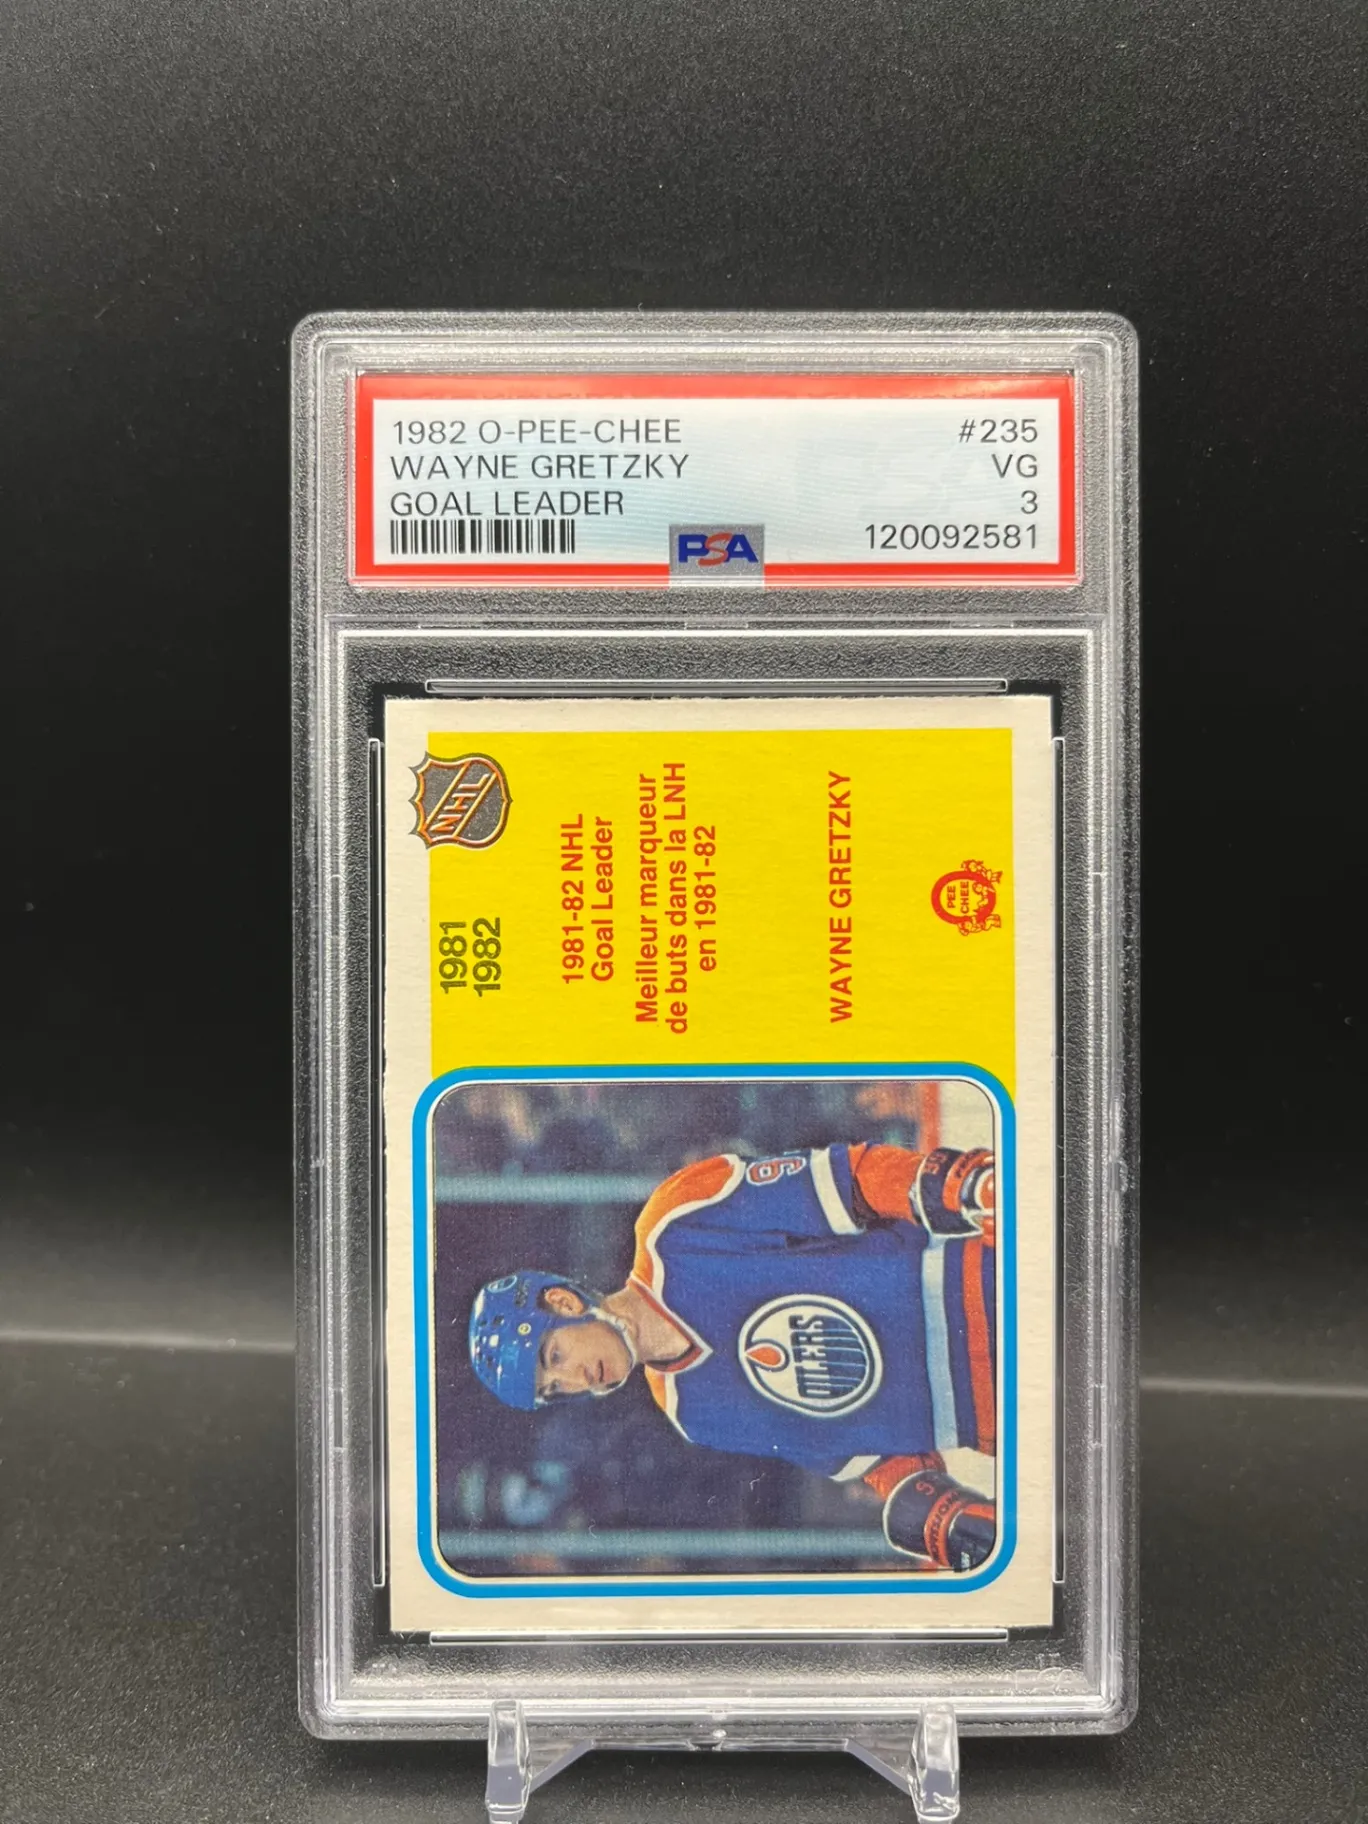 1982 O-PEE-CHEE #235
WAYNE GRETZKY VG
GOAL LEADER 3
120092581
PSA
NHL
1981
1982
1981-82 NHL
Goal Leader
Meilleur marqueur
de buts dans la LNH
en 1981-82
WAYNE GRETZKY
O
PEE
CHEE
OILERS